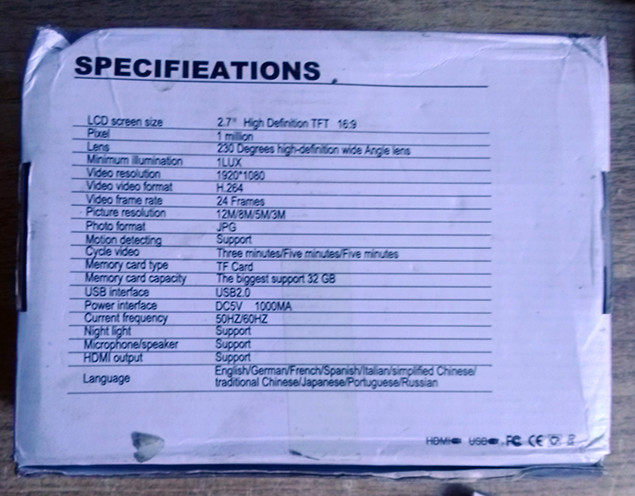 SPECIFIEATIONS
LCD screen size 2.7" High Definition TFT 16:9
Pixel 1 million
Lens 230 Degrees high-definition wide Angle lens
Minimum illumination 1LUX
Video resolution 1920*1080
Video video format H.264
Video frame rate 24 Frames
Picture resolution 12M/8M/5M/3M
Photo format JPG
Motion detecting Support
Cycle video Three minutes/Five minutes/Five minutes
Memory card type TF Card
Memory card capacity The biggest support 32 GB
USB interface USB2.0
Power interface DC5V 1000MA
Current frequency 50HZ/60HZ
Night light Support
Microphone/speaker Support
HDMI output Support
Language English/German/French/Spanish/Italian/simplified Chinese/
traditional Chinese/Japanese/Portuguese/Russian
HDMI USB FC CE